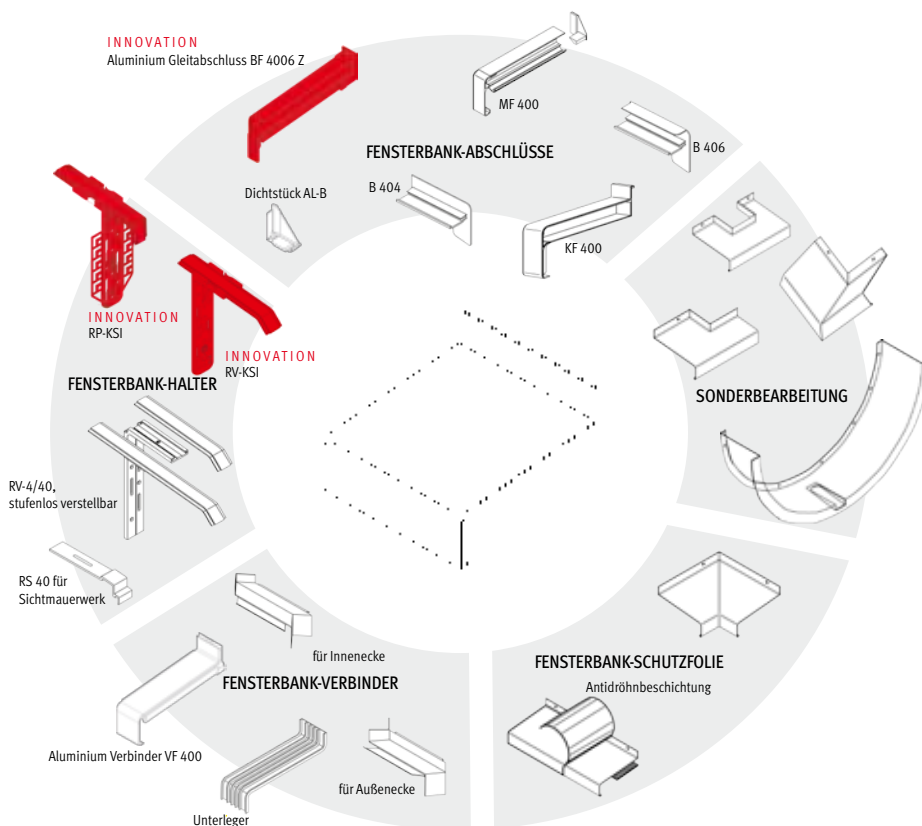 INNOVATION
Aluminium Gleitabschluss BF 4006 Z
MF 400
B 406
FENSTERBANK-ABSCHLÜSSE
Dichtstück AL-B
B 404
KF 400
INNOVATION
RP-KSI
INNOVATION
RV-KSI
FENSTERBANK-HALTER
RV-4/40,
stufenlos verstellbar
RS 40 für
Sichtmauerwerk
SONDERBEARBEITUNG
für Innenecke
FENSTERBANK-VERBINDER
Aluminium Verbinder VF 400
für Außenecke
Unterleger
FENSTERBANK-SCHUTZFOLIE
Antidröhnbeschichtung